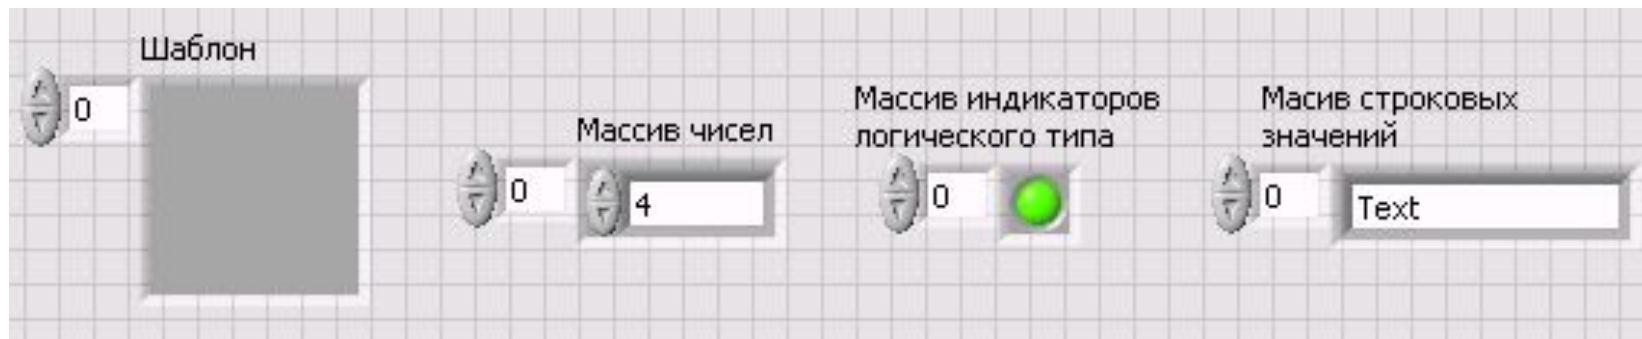 Шаблон
0
Массив чисел
0
4
Массив индикаторов
логического типа
0
Масив строковых
значений
0
Text